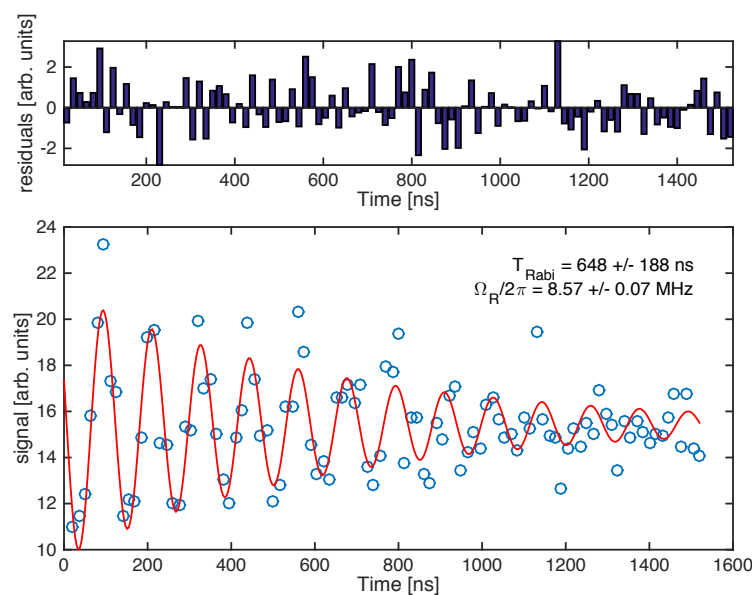 residuals [arb. units]
2
0
-2
200 400 600 800 1000 1200 1400
Time [ns]
signal [arb. units]
24
22
20
18
16
14
12
10
T_Rabi = 648 +/- 188 ns
Ω_R/2π = 8.57 +/- 0.07 MHz
0 200 400 600 800 1000 1200 1400 1600
Time [ns]